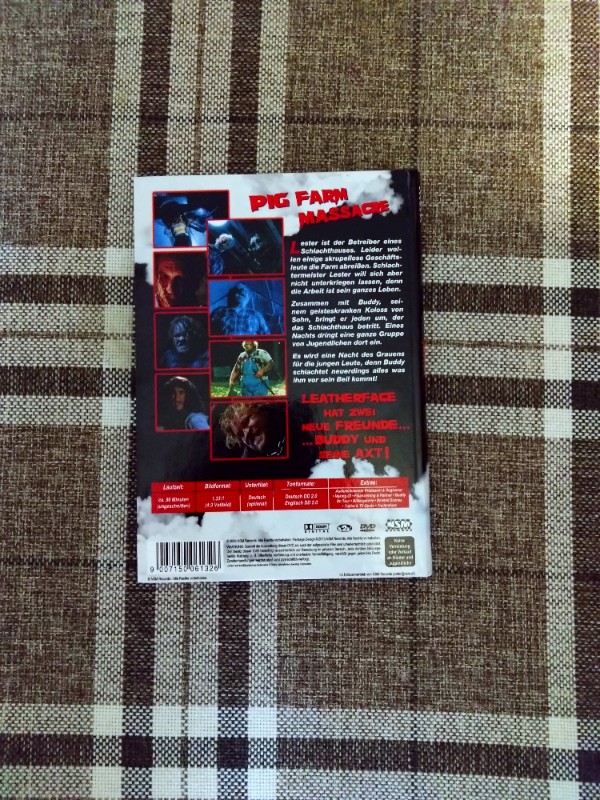 PIG FARM
MASSACRE
Lester ist der Betreiber eines
Schlachthauses. Leider wol-
len einige skrupellose Geschäfts-
leute die Farm abreißen. Schlach-
termeister Lester will sich aber
nicht unterkriegen lassen, denn
die Arbeit ist sein ganzes Leben.
Zusammen mit Buddy, sei-
nem geisteskranken Koloss von
Sohn, bringt er jeden um, der
das Schlachthaus betritt. Eines
Nachts dringt eine ganze Gruppe
von Jugendlichen dort ein.
Es wird eine Nacht des Grauens
für die jungen Leute, denn Buddy
schlachtet neuerdings alles was
ihm vor sein Beil kommt!
LEATHERFACE
HAT ZWEI
NEUE FREUNDE...
...BUDDY UND
SEINE AXT!
Laufzeit: Bildformat: Untertitel: Tonformate: Extras:
Minuten 1.33:1 Deutsch Deutsch DD 2.0
(ungeschnitten) (4:3 Vollbild) (optional) Englisch DD 2.0
DOLBY DVD NSM
9 007150 061326